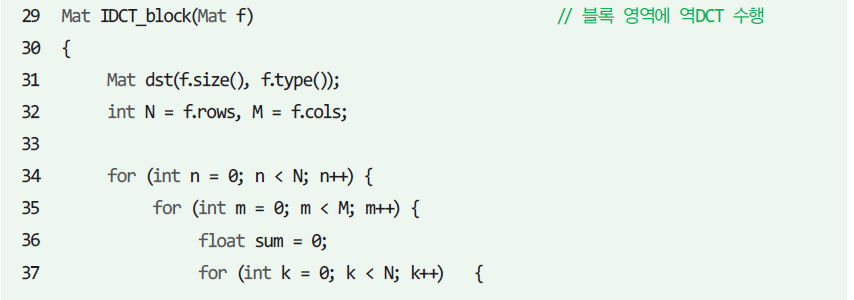 29 Mat IDCT_block(Mat f) // 블록 영역에 역DCT 수행
30 {
31 Mat dst(f.size(), f.type());
32 int N = f.rows, M = f.cols;
33
34 for (int n = 0; n < N; n++) {
35 for (int m = 0; m < M; m++) {
36 float sum = 0;
37 for (int k = 0; k < N; k++) {